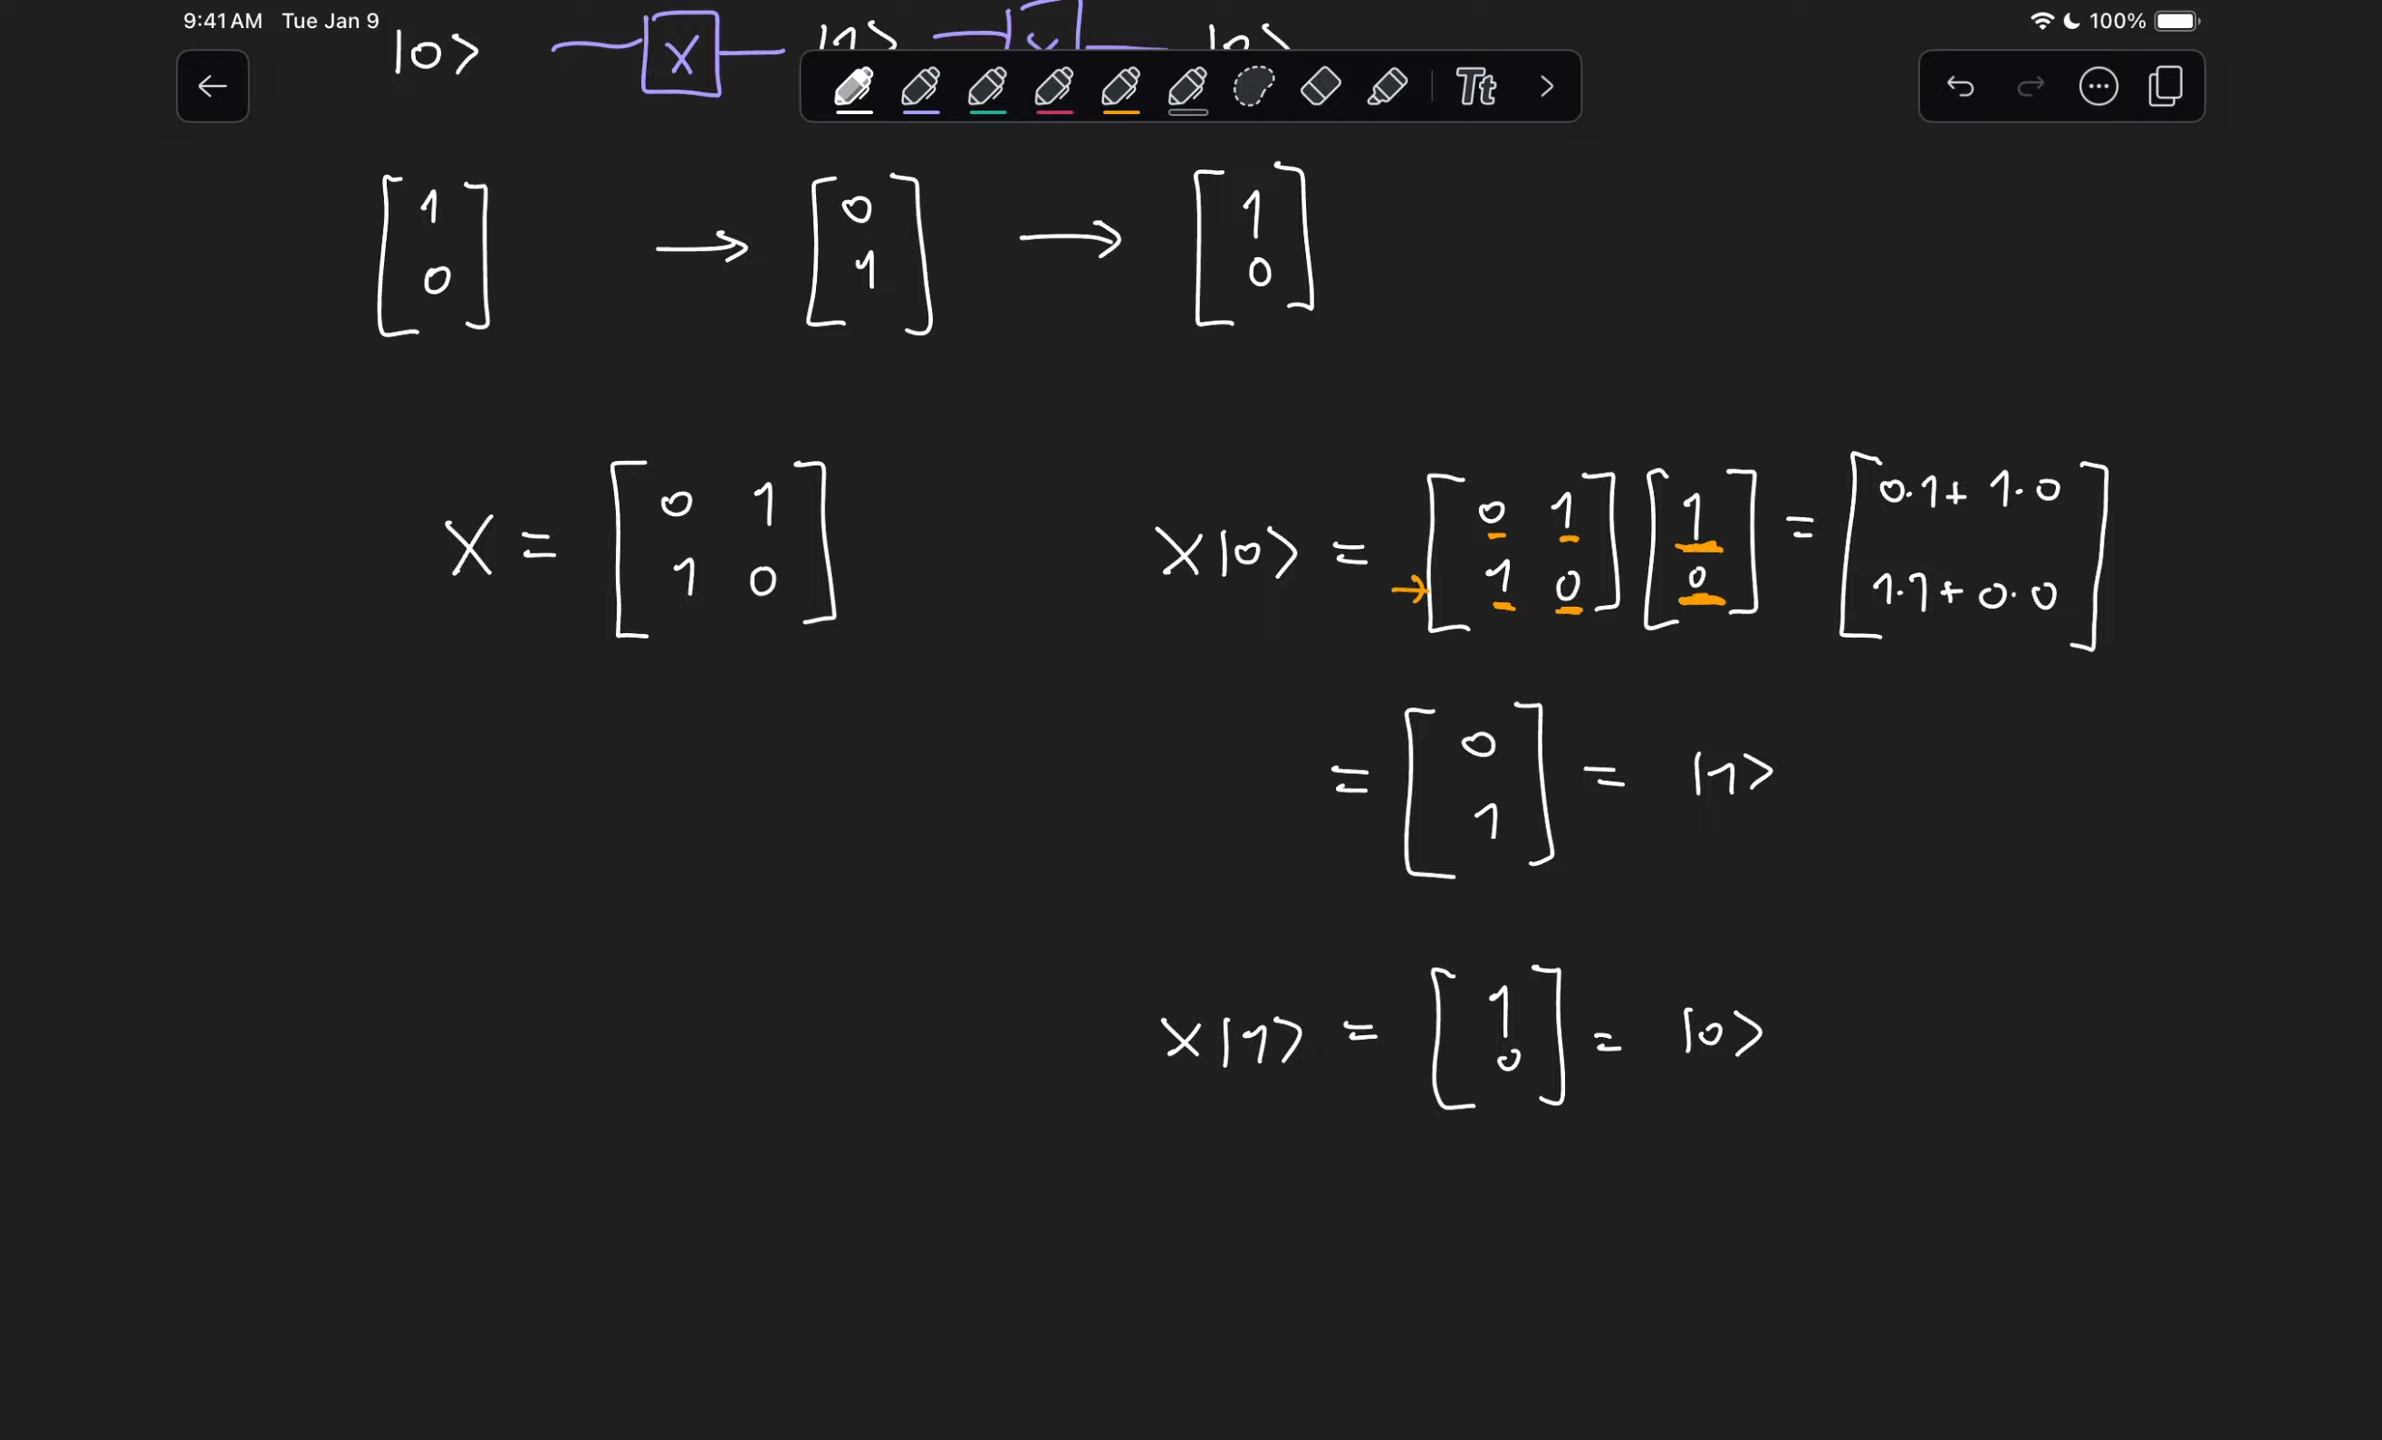 9:41 AM Tue Jan 9 100%
|0> X |1> X |0>
Tt
[1 0] → [0 1] → [1 0]
X = [0 1
1 0]
X|0> = [0 1
1 0] [1
0] = [0·1 + 1·0
1·1 + 0·0]
= [0
1] = |1>
X|1> = [1
0] = |0>